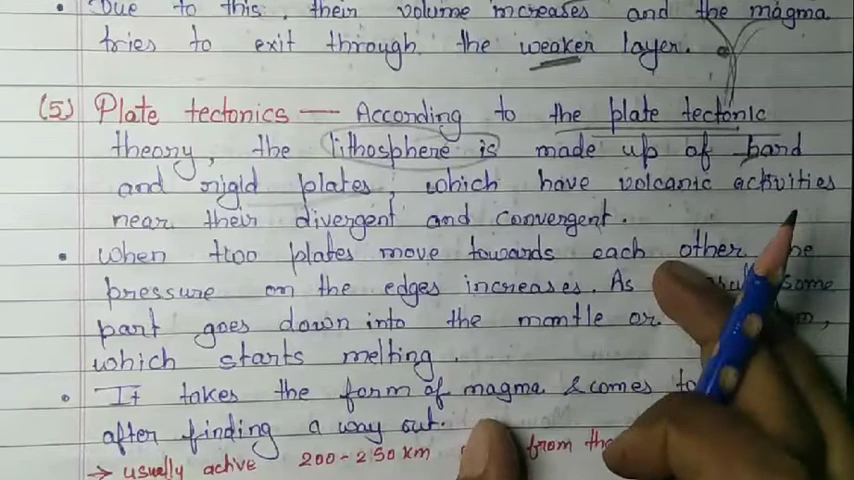 • Due to this, their volume increases and the magma
tries to exit through the weaker layer.
(5) Plate tectonics — According to the plate tectonic
theory, the lithosphere is made up of hard
and rigid plates, which have volcanic activities
near their divergent and convergent.
• When two plates move towards each other
pressure on the edges increases. As some
part goes down into the mantle or
which starts melting.
• It takes the form of magma & comes to
after finding a way out.
→ usually active 200-250 km from the